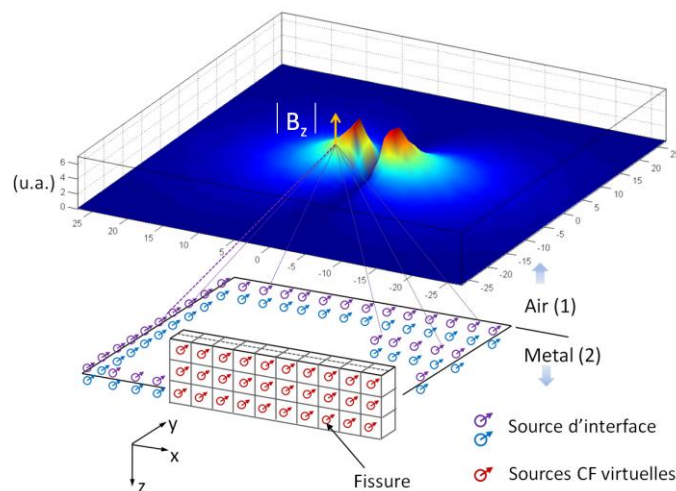 |B_z|
(u.a.)
6
4
2
0
25
20
15
10
5
0
-5
-10
-15
-20
-25
25
20
15
10
5
0
-5
-10
-15
-20
-25
Air (1)
Metal (2)
y
x
z
Fissure
Source d'interface
Sources CF virtuelles